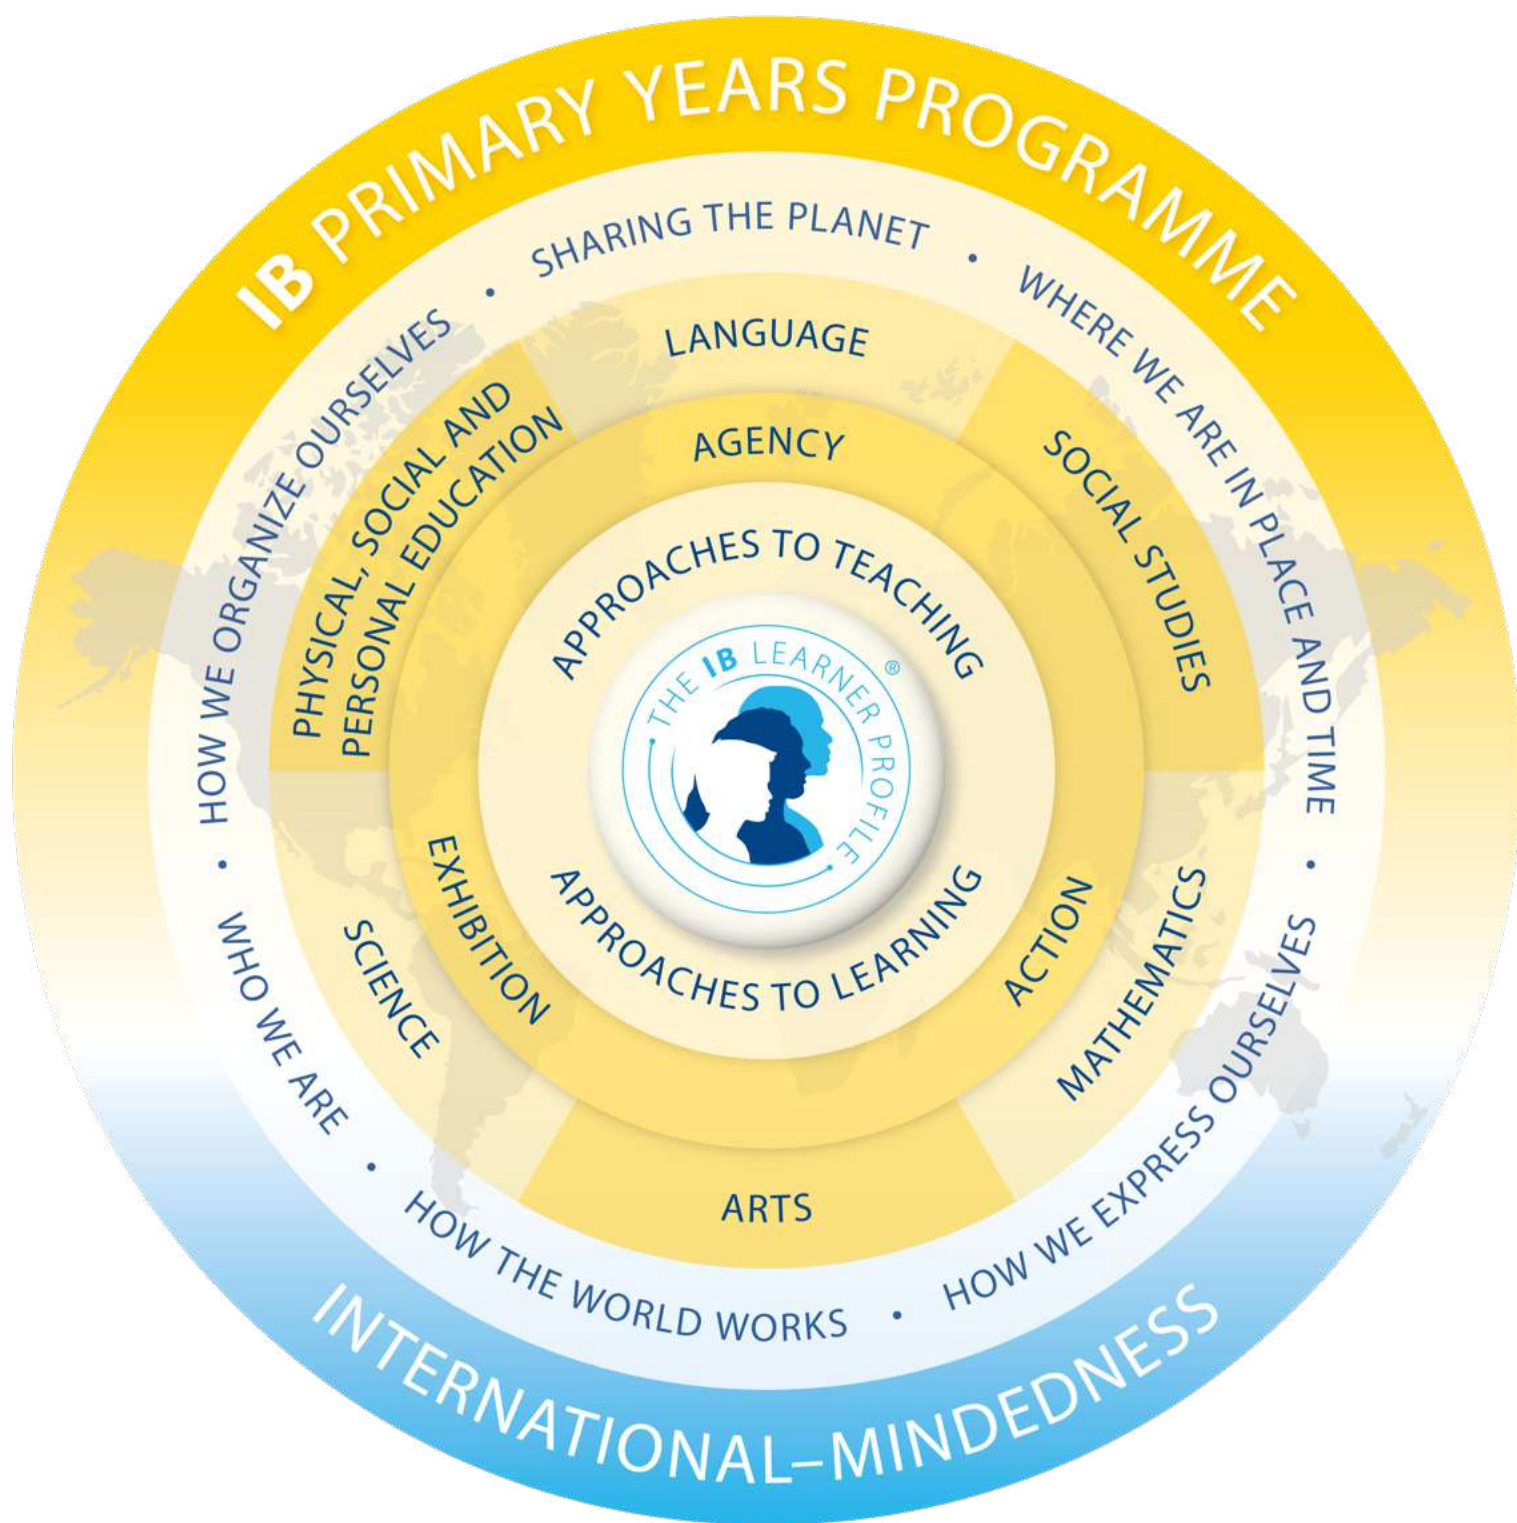 IB PRIMARY YEARS PROGRAMME
SHARING THE PLANET
•
WHERE WE ARE IN PLACE AND TIME
•
HOW WE EXPRESS OURSELVES
•
HOW THE WORLD WORKS
•
WHO WE ARE
•
HOW WE ORGANIZE OURSELVES
•
LANGUAGE
SOCIAL STUDIES
MATHEMATICS
ARTS
SCIENCE
PHYSICAL, SOCIAL AND
PERSONAL EDUCATION
AGENCY
ACTION
EXHIBITION
APPROACHES TO TEACHING
APPROACHES TO LEARNING
• THE IB LEARNER PROFILE •
®
INTERNATIONAL–MINDEDNESS